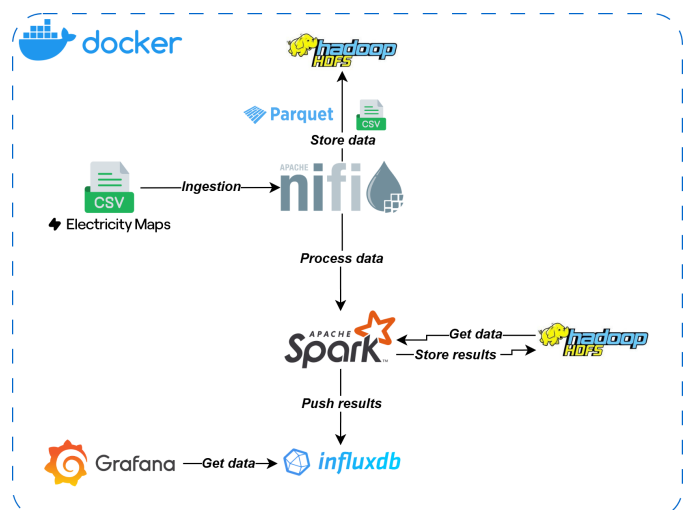 docker
hadoop
HDFS
Parquet
CSV
Store data
APACHE
nifi
CSV
Ingestion
Electricity Maps
Process data
APACHE
Spark™
Get data
Store results
hadoop
HDFS
Push results
Grafana
Get data
influxdb